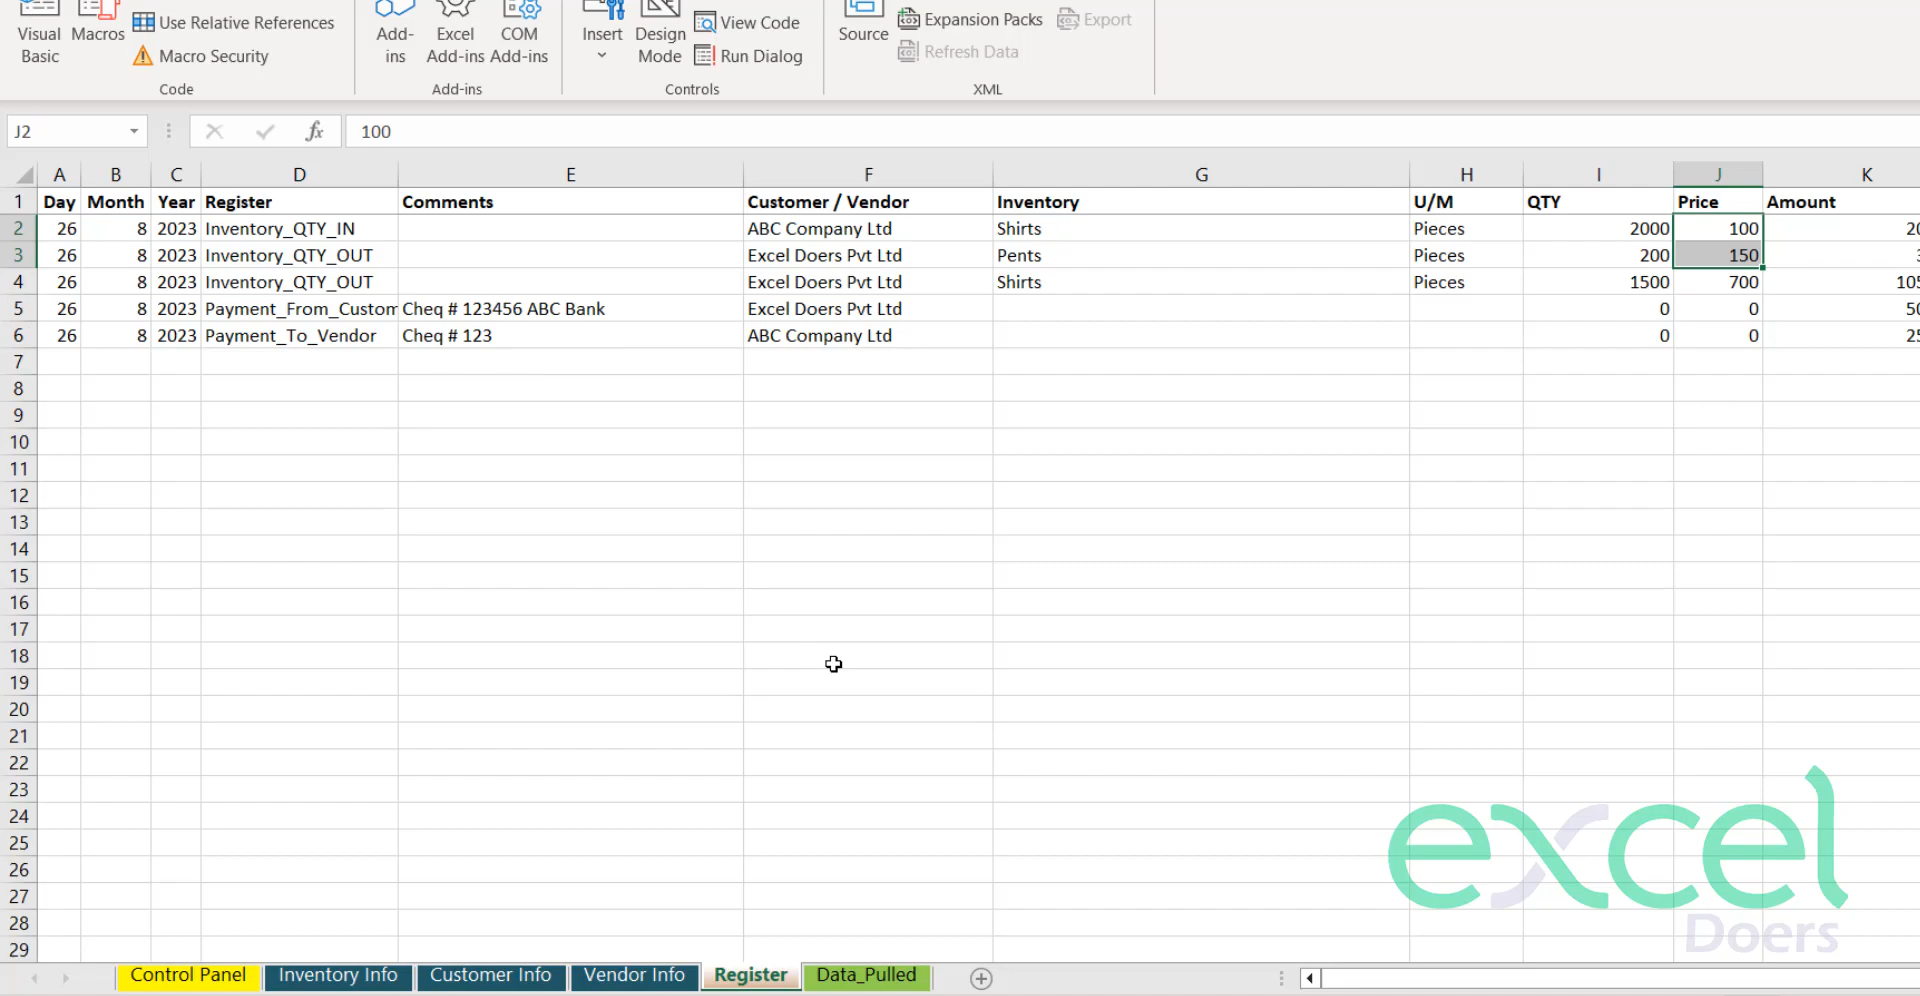 Visual Basic
Macros
Use Relative References
Macro Security
Code
Add-ins
Excel Add-ins
COM Add-ins
Add-ins
Insert
Design Mode
View Code
Run Dialog
Controls
Source
Expansion Packs
Export
Refresh Data
XML
J2 fx 100
A B C D E F G H I J K
1 Day Month Year Register Comments Customer / Vendor Inventory U/M QTY Price Amount
2 26 8 2023 Inventory_QTY_IN ABC Company Ltd Shirts Pieces 2000 100 20
3 26 8 2023 Inventory_QTY_OUT Excel Doers Pvt Ltd Pents Pieces 200 150 3
4 26 8 2023 Inventory_QTY_OUT Excel Doers Pvt Ltd Shirts Pieces 1500 700 105
5 26 8 2023 Payment_From_Custom Cheq # 123456 ABC Bank Excel Doers Pvt Ltd 0 0 50
6 26 8 2023 Payment_To_Vendor Cheq # 123 ABC Company Ltd 0 0 25
7
8
9
10
11
12
13
14
15
16
17
18
19
20
21
22
23
24
25
26
27
28
29
excel
Doers
Control Panel Inventory Info Customer Info Vendor Info Register Data_Pulled